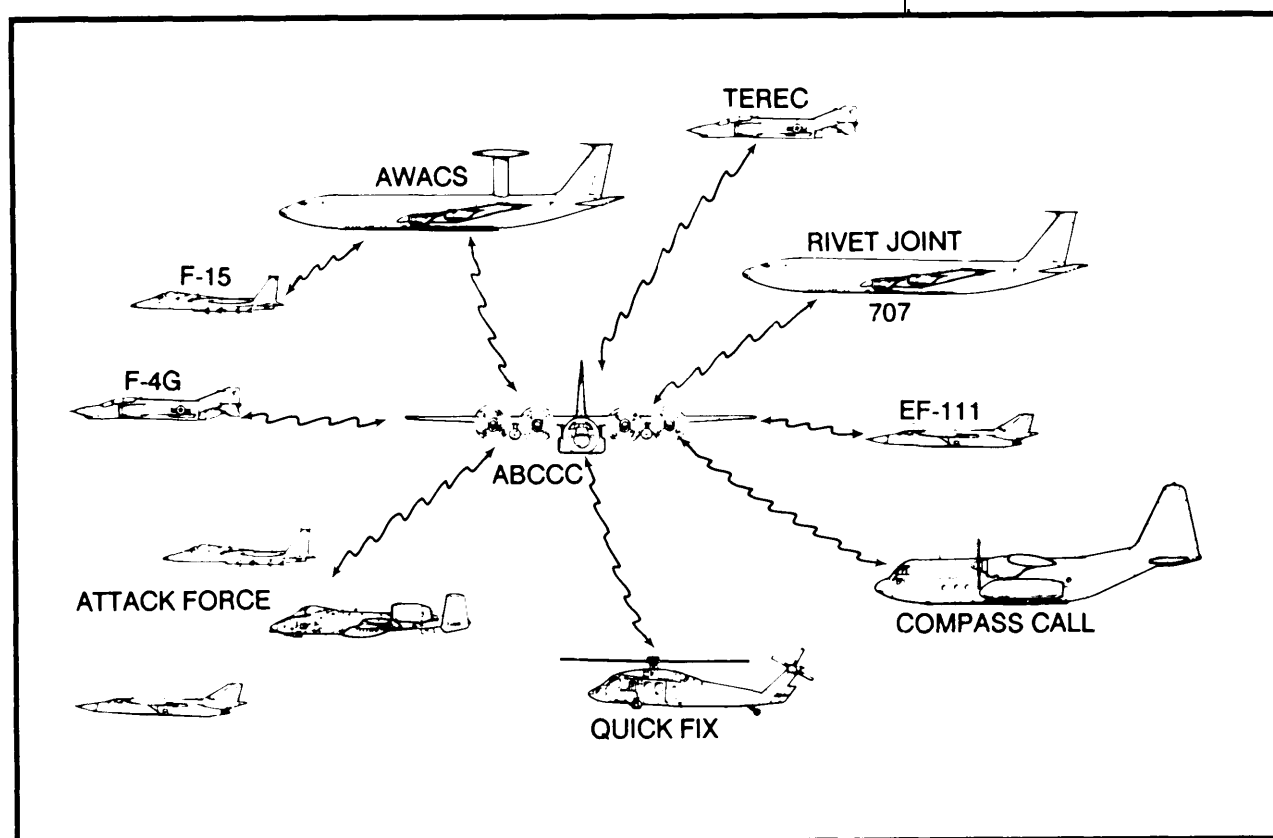 TEREC
AWACS
RIVET JOINT
707
F-15
F-4G
EF-111
ABCCC
ATTACK FORCE
COMPASS CALL
QUICK FIX